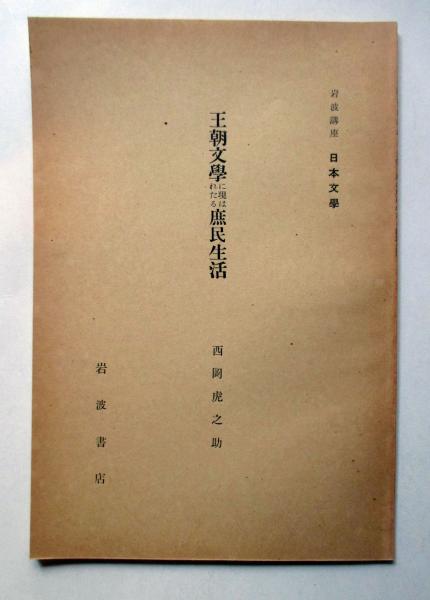 岩波講座 日本文學
王朝文學に現はれたる庶民生活
西岡虎之助
岩波書店